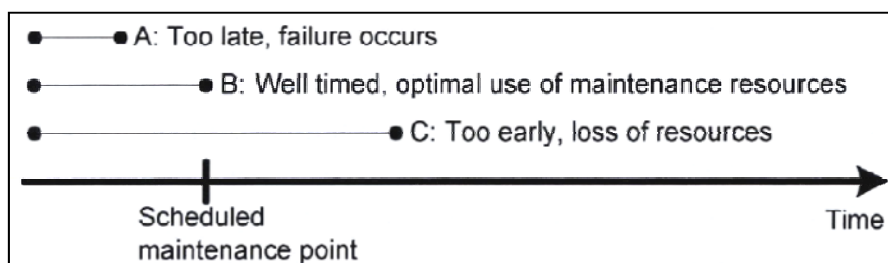 A: Too late, failure occurs
B: Well timed, optimal use of maintenance resources
C: Too early, loss of resources
Scheduled
maintenance point
Time